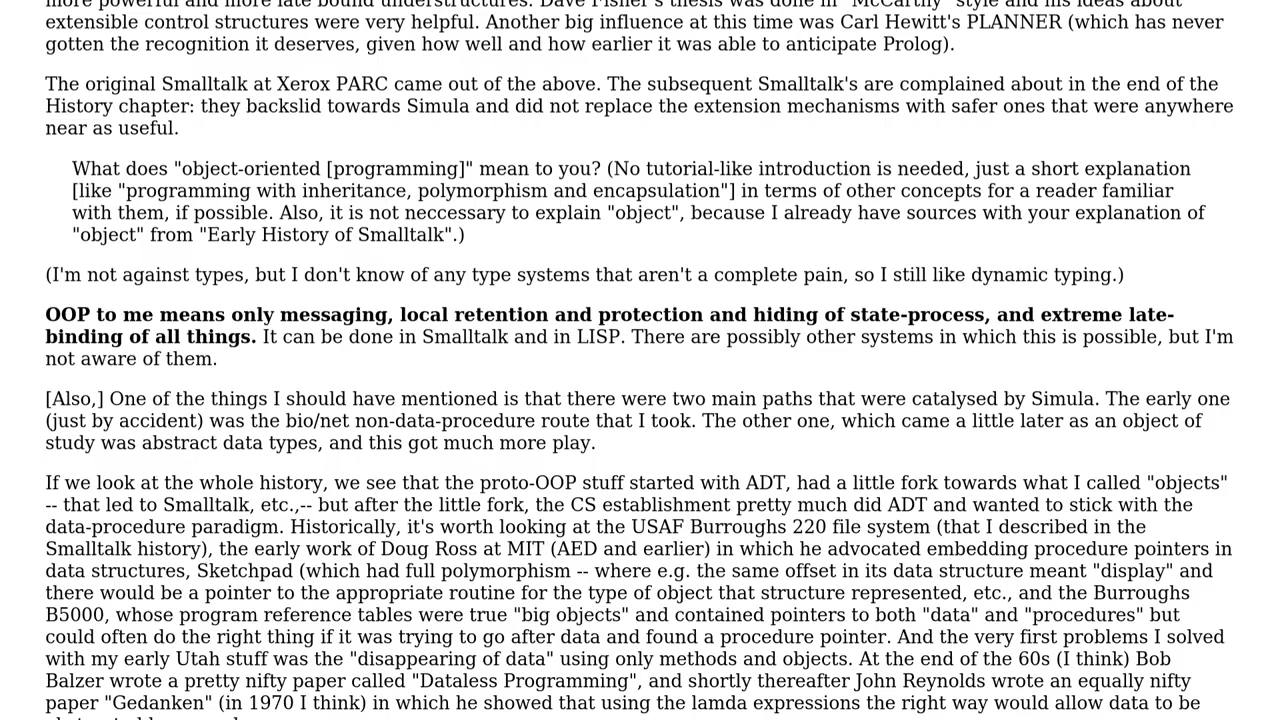 more powerful and more late bound understructures. Dave Fisher's thesis was done in "McCarthy" style and his ideas about
extensible control structures were very helpful. Another big influence at this time was Carl Hewitt's PLANNER (which has never
gotten the recognition it deserves, given how well and how earlier it was able to anticipate Prolog).
The original Smalltalk at Xerox PARC came out of the above. The subsequent Smalltalk's are complained about in the end of the
History chapter: they backslid towards Simula and did not replace the extension mechanisms with safer ones that were anywhere
near as useful.
What does "object-oriented [programming]" mean to you? (No tutorial-like introduction is needed, just a short explanation
[like "programming with inheritance, polymorphism and encapsulation"] in terms of other concepts for a reader familiar
with them, if possible. Also, it is not neccessary to explain "object", because I already have sources with your explanation of
"object" from "Early History of Smalltalk".)
(I'm not against types, but I don't know of any type systems that aren't a complete pain, so I still like dynamic typing.)
OOP to me means only messaging, local retention and protection and hiding of state-process, and extreme late-
binding of all things. It can be done in Smalltalk and in LISP. There are possibly other systems in which this is possible, but I'm
not aware of them.
[Also,] One of the things I should have mentioned is that there were two main paths that were catalysed by Simula. The early one
(just by accident) was the bio/net non-data-procedure route that I took. The other one, which came a little later as an object of
study was abstract data types, and this got much more play.
If we look at the whole history, we see that the proto-OOP stuff started with ADT, had a little fork towards what I called "objects"
-- that led to Smalltalk, etc.,-- but after the little fork, the CS establishment pretty much did ADT and wanted to stick with the
data-procedure paradigm. Historically, it's worth looking at the USAF Burroughs 220 file system (that I described in the
Smalltalk history), the early work of Doug Ross at MIT (AED and earlier) in which he advocated embedding procedure pointers in
data structures, Sketchpad (which had full polymorphism -- where e.g. the same offset in its data structure meant "display" and
there would be a pointer to the appropriate routine for the type of object that structure represented, etc., and the Burroughs
B5000, whose program reference tables were true "big objects" and contained pointers to both "data" and "procedures" but
could often do the right thing if it was trying to go after data and found a procedure pointer. And the very first problems I solved
with my early Utah stuff was the "disappearing of data" using only methods and objects. At the end of the 60s (I think) Bob
Balzer wrote a pretty nifty paper called "Dataless Programming", and shortly thereafter John Reynolds wrote an equally nifty
paper "Gedanken" (in 1970 I think) in which he showed that using the lamda expressions the right way would allow data to be